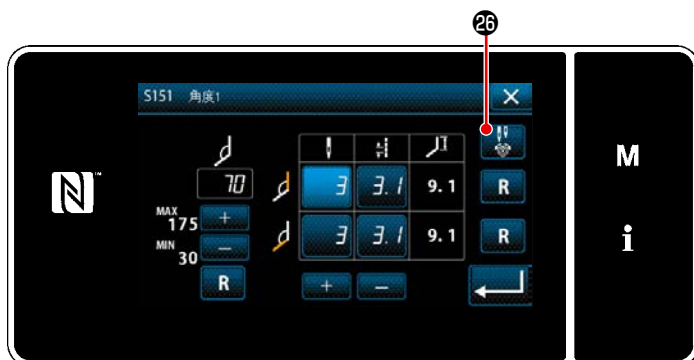 ㉖
S151 角度1
M
70
3 3.1 9.1 R
MAX
175 +
MIN
30 −
3 3.1 9.1 R
R + −
i